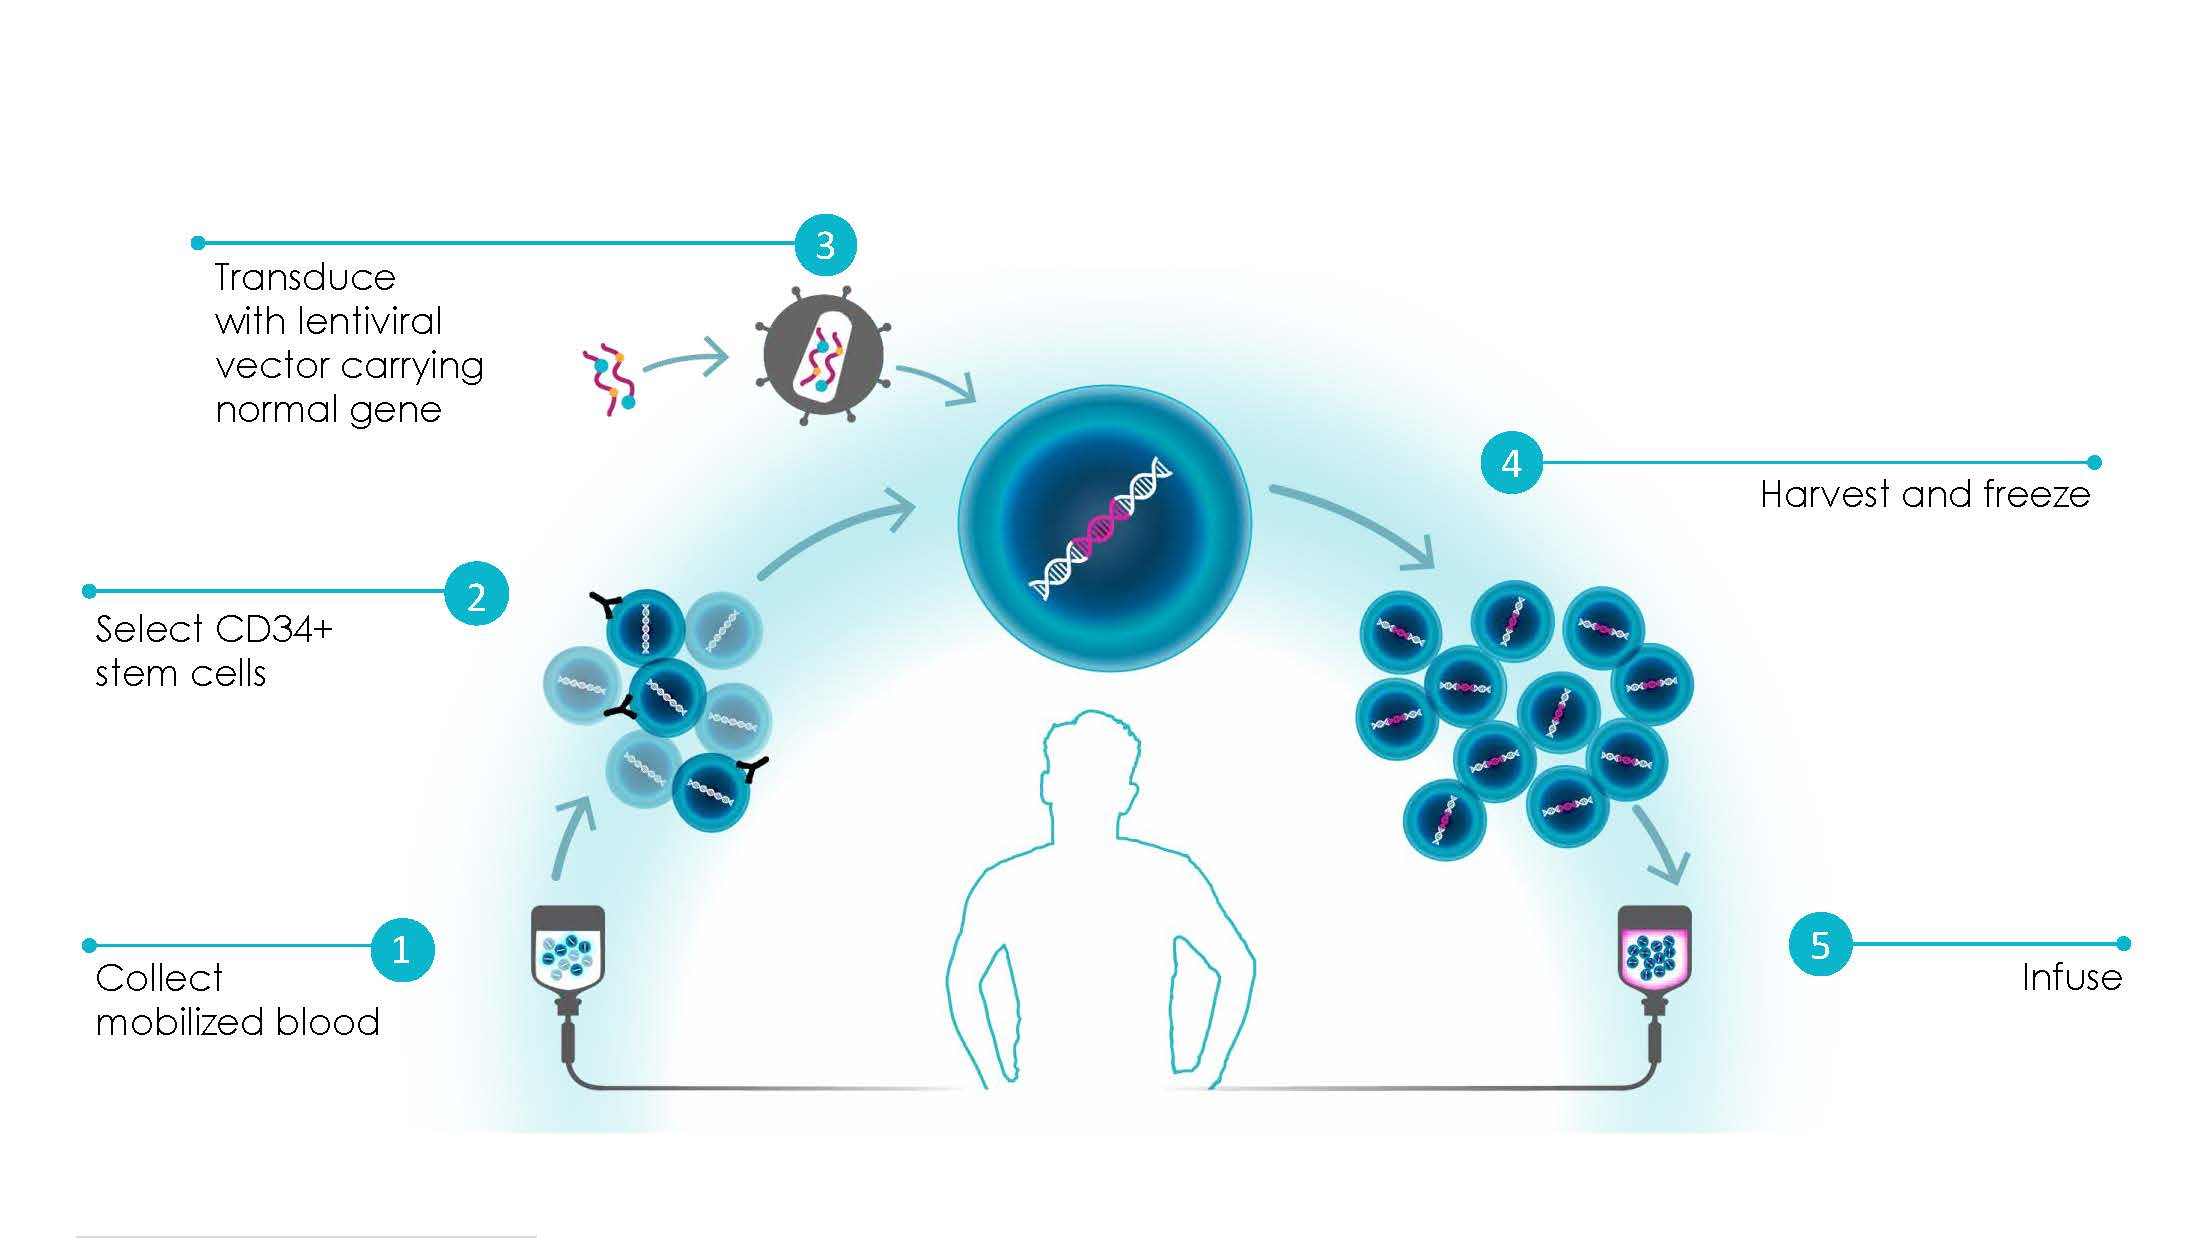 1
Collect
mobilized blood
2
Select CD34+
stem cells
3
Transduce
with lentiviral
vector carrying
normal gene
4
Harvest and freeze
5
Infuse